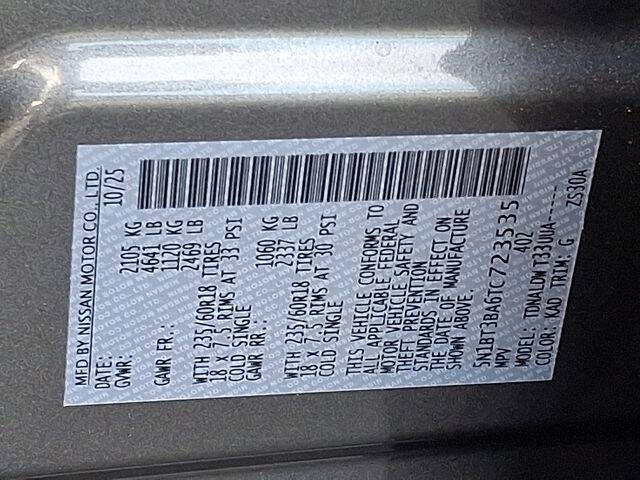 MFD BY NISSAN MOTOR CO., LTD.
DATE: 10/25
GVWR: 2105 KG
4641 LB
GAWR FR.: 1120 KG
2469 LB
WITH 235/60R18 TIRES
18 X 7.5 RIMS AT 33 PSI
COLD SINGLE
GAWR RR.: 1060 KG
2337 LB
WITH 235/60R18 TIRES
18 X 7.5 RIMS AT 30 PSI
COLD SINGLE
THIS VEHICLE CONFORMS TO
ALL APPLICABLE FEDERAL
MOTOR VEHICLE SAFETY AND
THEFT PREVENTION
STANDARDS IN EFFECT ON
THE DATE OF MANUFACTURE
SHOWN ABOVE.
5N1BT3BA6TC723535
MPV 402
MODEL: TDNALDW T33UUA-----
COLOR: KAD TRIM: G ZS30A